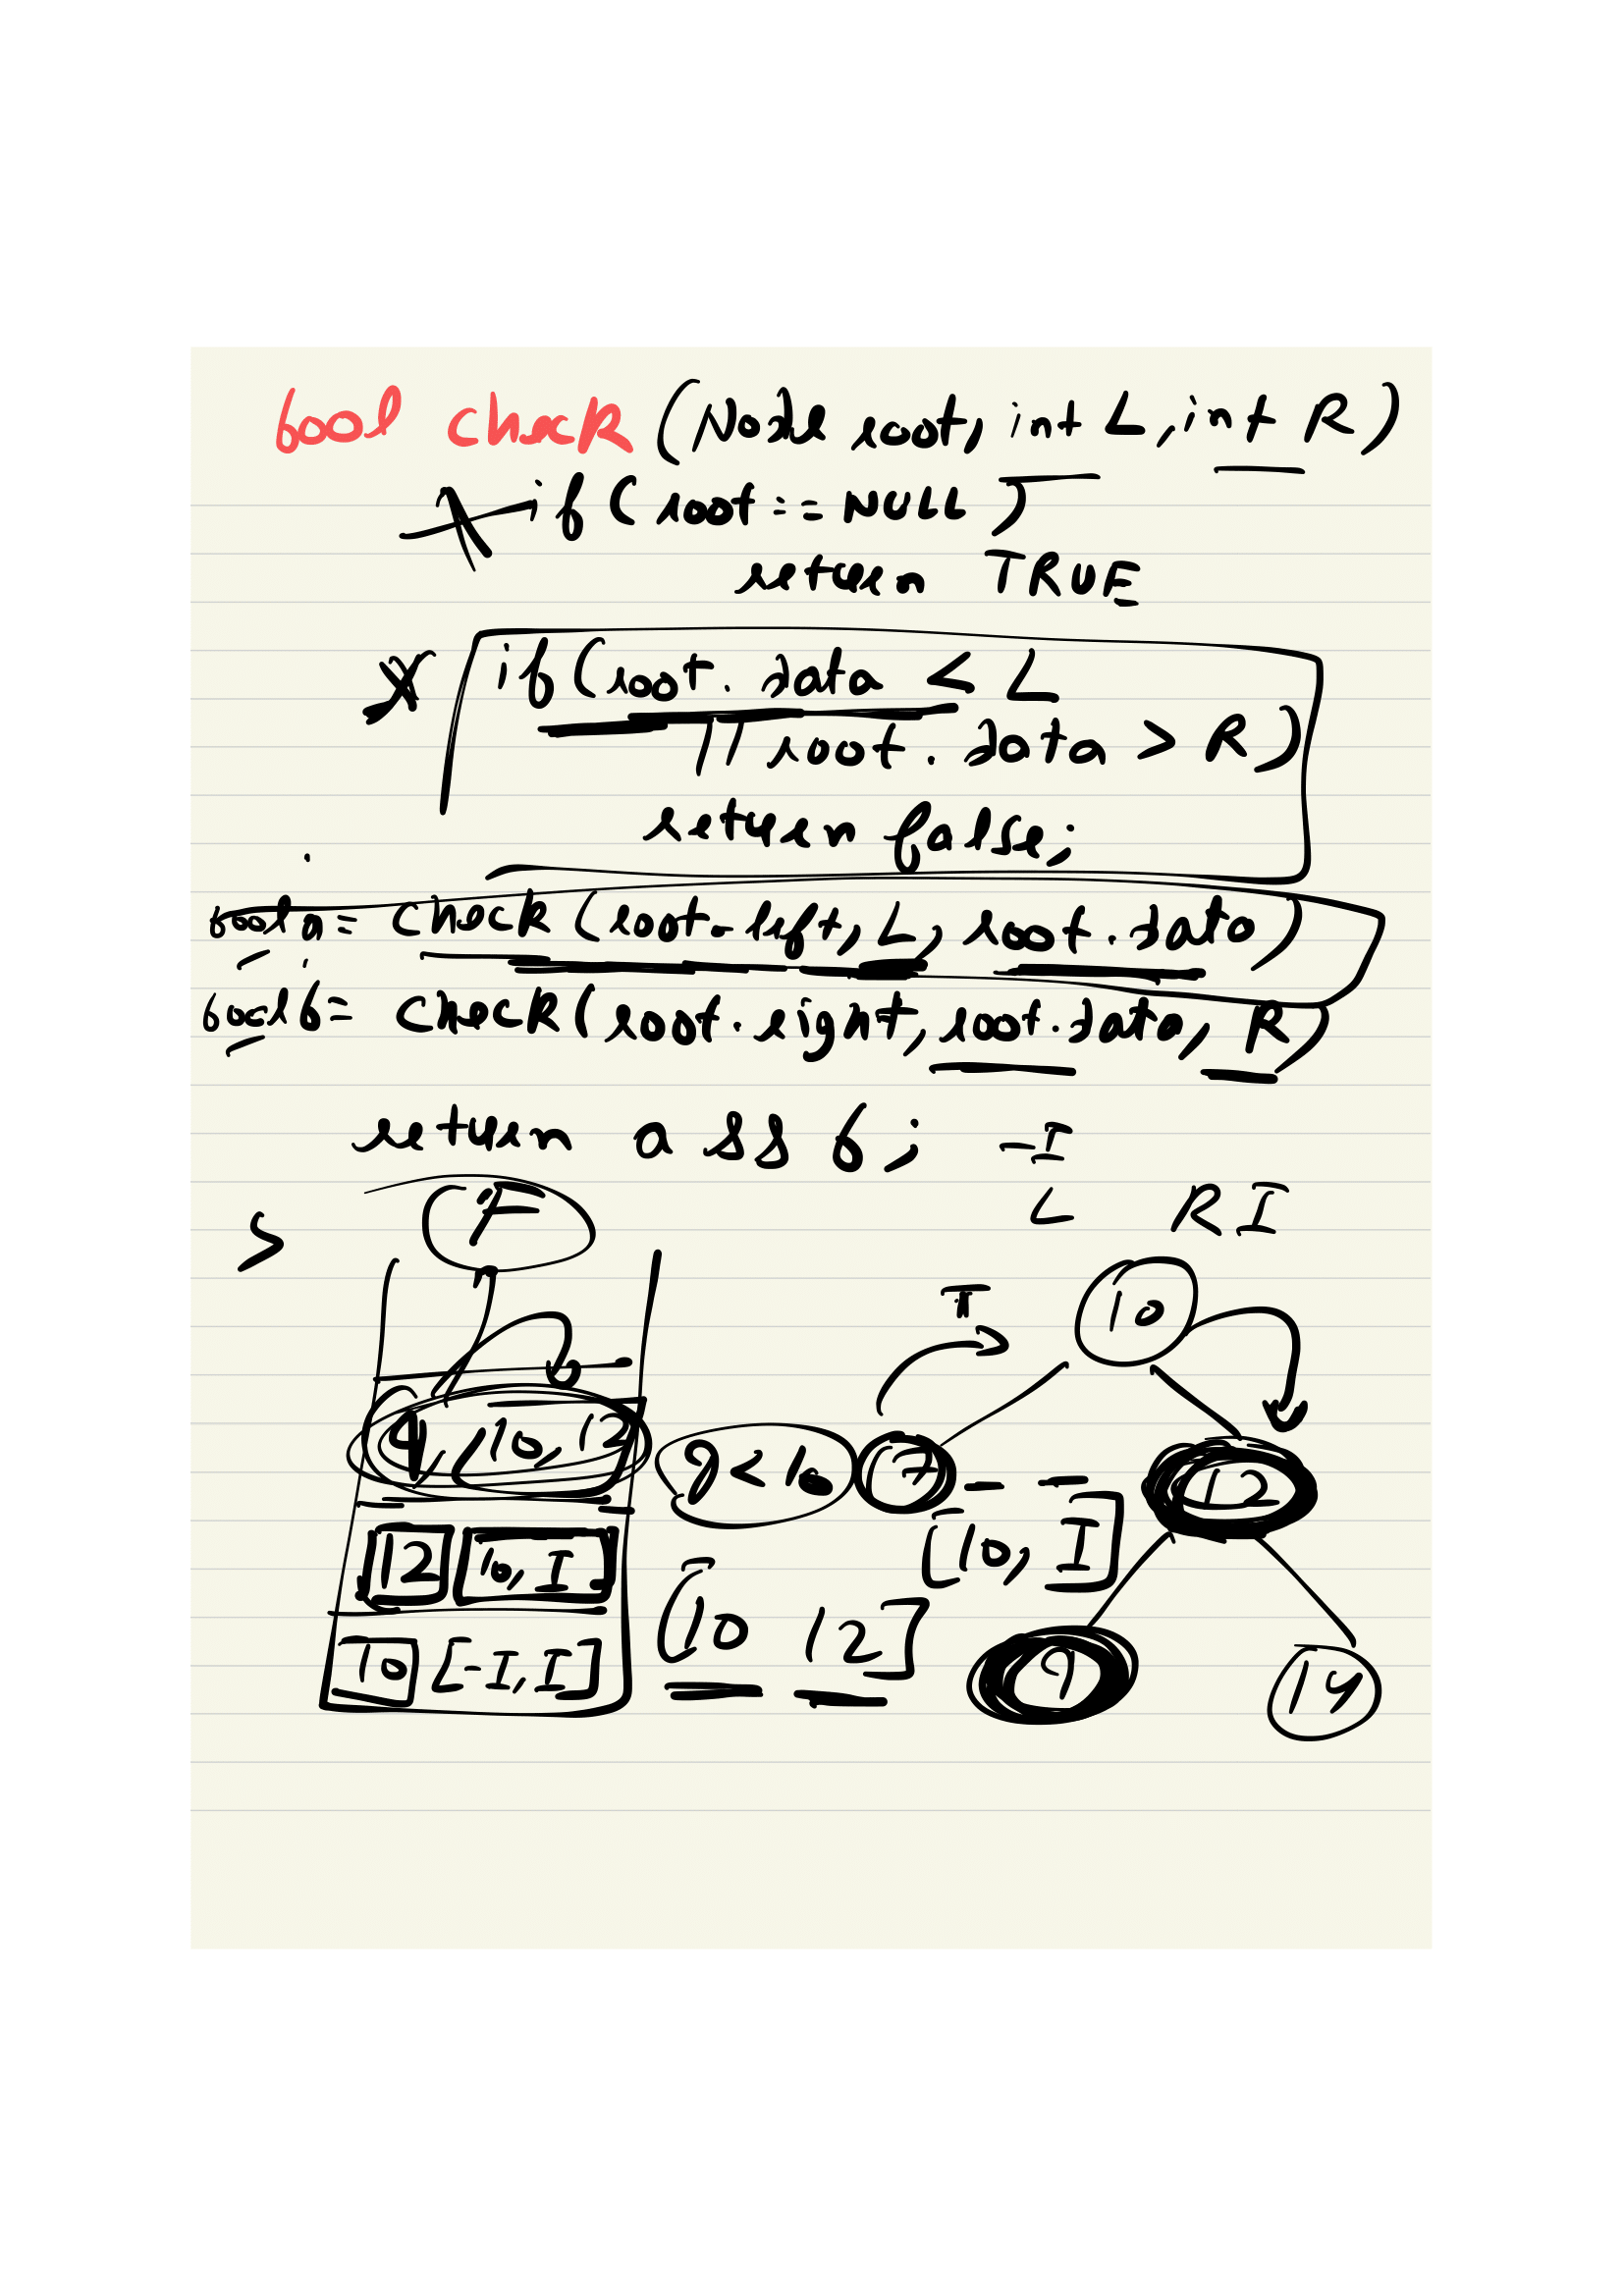 bool check (Node root, int L, int R)
if (root == NULL)
return TRUE
if (root.data < L
|| root.data > R)
return false;
bool a = check (root.left, L, root.data)
bool b = check (root.right, root.data, R)
return a && b;
-I
L R I
> F
T
10
9, 10, 12
9 < 10
7
12
12 10, I
[10, I]
10 [-I, I]
[10 12]
9
14